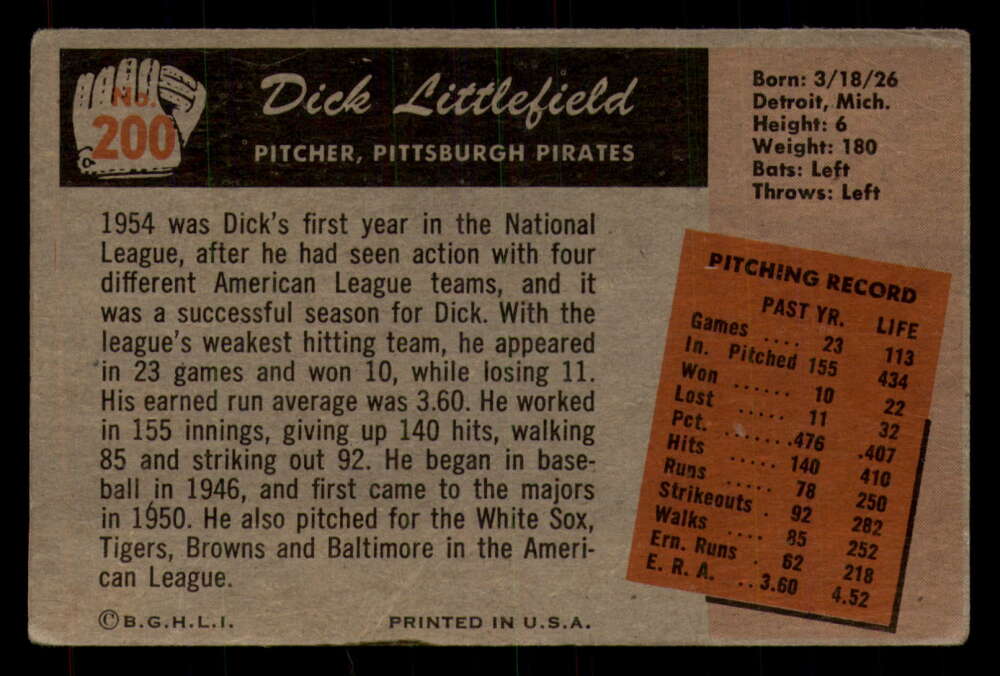 No.
200
Dick Littlefield
PITCHER, PITTSBURGH PIRATES
Born: 3/18/26
Detroit, Mich.
Height: 6
Weight: 180
Bats: Left
Throws: Left
1954 was Dick's first year in the National
League, after he had seen action with four
different American League teams, and it
was a successful season for Dick. With the
league's weakest hitting team, he appeared
in 23 games and won 10, while losing 11.
His earned run average was 3.60. He worked
in 155 innings, giving up 140 hits, walking
85 and striking out 92. He began in base-
ball in 1946, and first came to the majors
in 1950. He also pitched for the White Sox,
Tigers, Browns and Baltimore in the Ameri-
can League.
PITCHING RECORD
PAST YR. LIFE
Games .... 23 113
In. Pitched 155 434
Won ...... 10 22
Lost ..... 11 32
Pct. .......476 .407
Hits ..... 140 410
Runs ..... 78 250
Strikeouts . 92 282
Walks .... 85 252
Ern. Runs . 62 218
E. R. A. ..3.60 4.52
©B.G.H.L.I. PRINTED IN U.S.A.